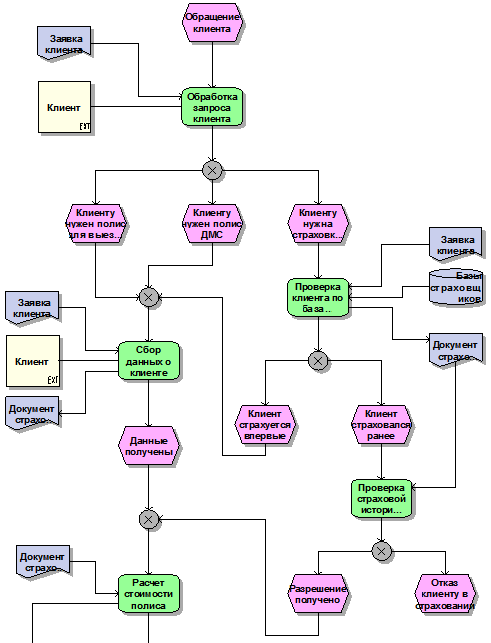 Обращение
клиента
Заявка
клиента
Клиент
EXT
Обработка
запроса
клиента
Клиенту
нужен полис
для выез...
Клиенту
нужен полис
ДМС
Клиенту
нужна
страховк...
Заявка
клиента
Базы
страховщ
иков
Проверка
клиента по
база...
Заявка
клиента
Клиент
EXT
Документ
страхо-
Сбор
данных о
клиенте
Документ
страхо-
Клиент
страхуется
впервые
Клиент
страховался
ранее
Данные
получены
Проверка
страховой
истори...
Документ
страхо-
Расчет
стоимости
полиса
Разрешение
получено
Отказ
клиенту в
страховании